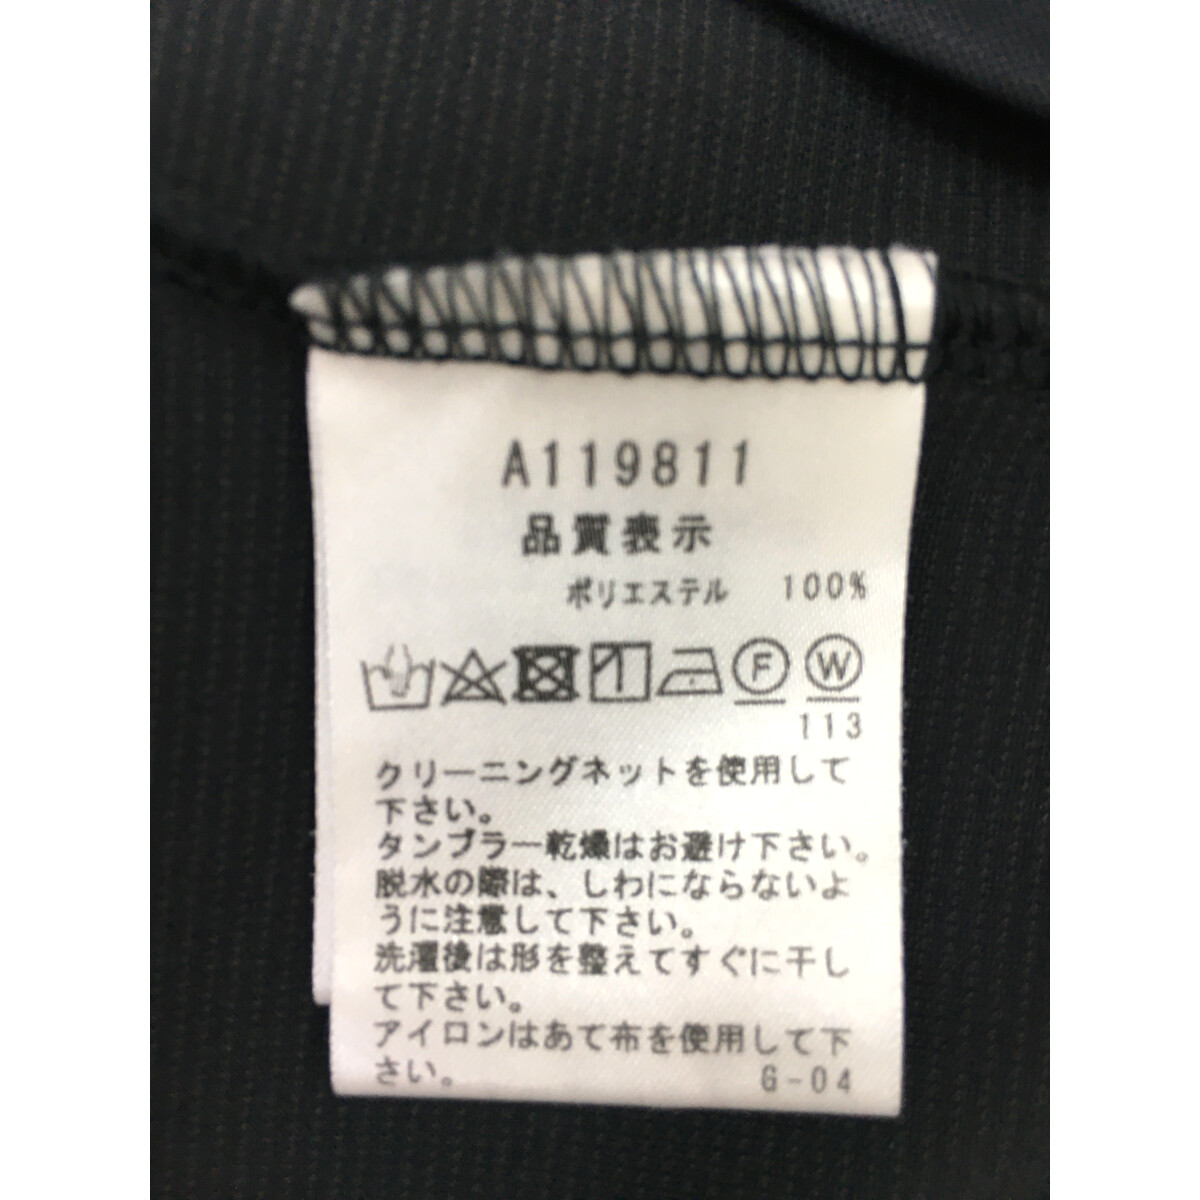 A119811
品質表示
ポリエステル 100%
F W
113
クリーニングネットを使用して
下さい。
タンブラー乾燥はお避け下さい。
脱水の際は、しわにならないよ
うに注意して下さい。
洗濯後は形を整えてすぐに干し
て下さい。
アイロンはあて布を使用して下
さい。 G-04